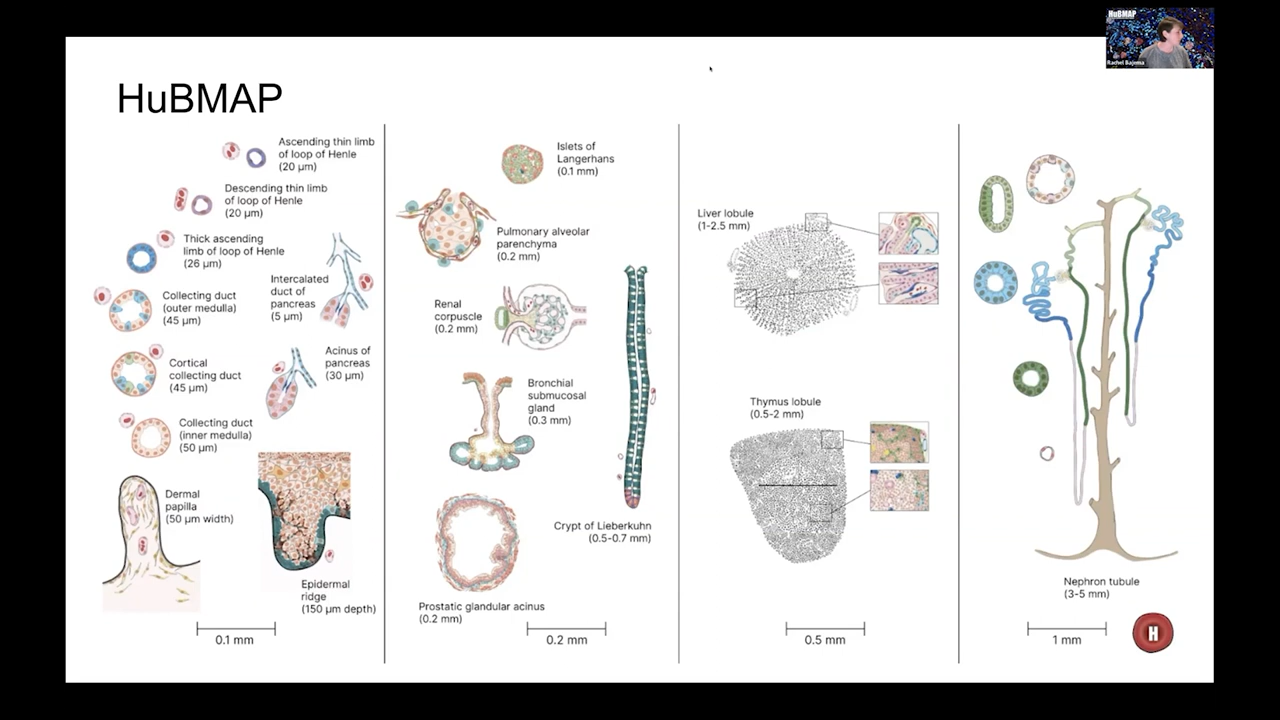 HuBMAP
Rachel Bajema
HuBMAP
Ascending thin limb
of loop of Henle
(20 µm)
Descending thin limb
of loop of Henle
(20 µm)
Thick ascending
limb of loop of Henle
(26 µm)
Intercalated
duct of
pancreas
(5 µm)
Collecting duct
(outer medulla)
(45 µm)
Cortical
collecting duct
(45 µm)
Acinus of
pancreas
(30 µm)
Collecting duct
(inner medulla)
(50 µm)
Dermal
papilla
(50 µm width)
Epidermal
ridge
(150 µm depth)
0.1 mm
Islets of
Langerhans
(0.1 mm)
Pulmonary alveolar
parenchyma
(0.2 mm)
Renal
corpuscle
(0.2 mm)
Bronchial
submucosal
gland
(0.3 mm)
Crypt of Lieberkuhn
(0.5-0.7 mm)
Prostatic glandular acinus
(0.2 mm)
0.2 mm
Liver lobule
(1-2.5 mm)
Thymus lobule
(0.5-2 mm)
0.5 mm
Nephron tubule
(3-5 mm)
1 mm
H